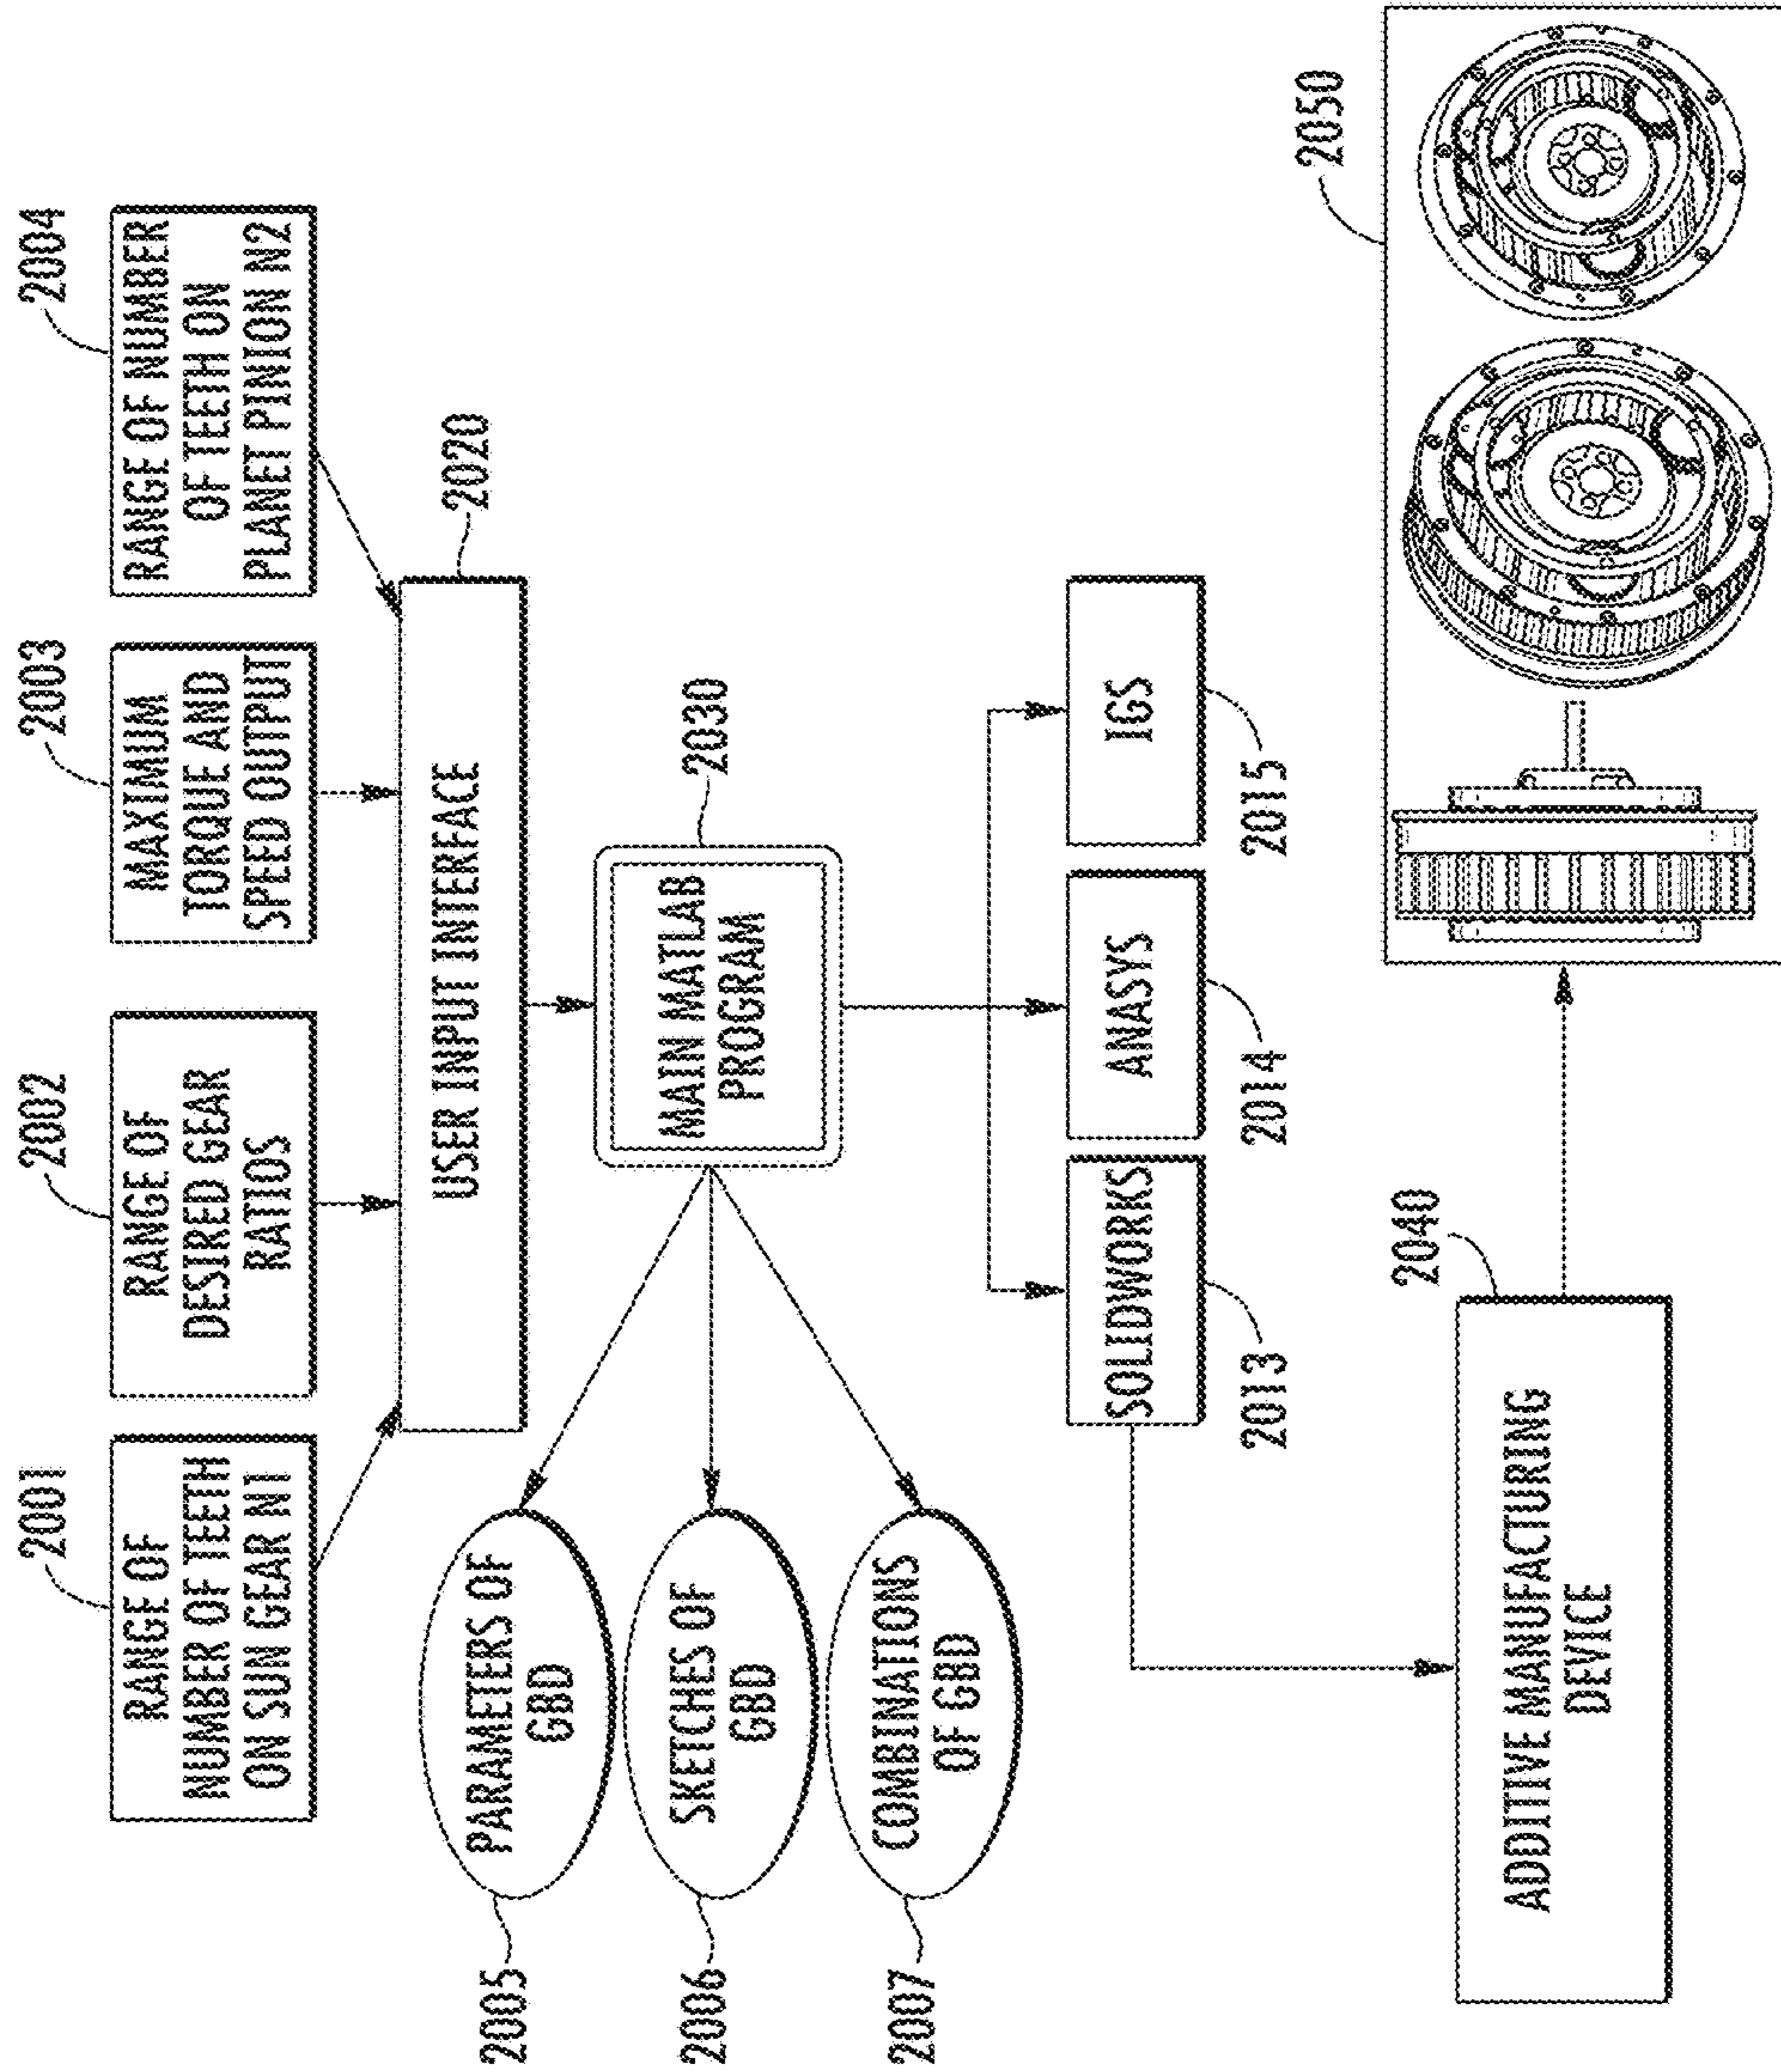 2001
RANGE OF
NUMBER OF TEETH
ON SUN GEAR N1
2002
RANGE OF
DESIRED GEAR
RATIOS
2003
MAXIMUM
TORQUE AND
SPEED OUTPUT
2004
RANGE OF NUMBER
OF TEETH ON
PLANET PINION N2
USER INPUT INTERFACE
2020
MAIN MATLAB
PROGRAM
2030
2005
PARAMETERS OF
GBD
2006
SKETCHES OF
GBD
2007
COMBINATIONS
OF GBD
SOLIDWORKS
2013
ANASYS
2014
IGS
2015
ADDITIVE MANUFACTURING
DEVICE
2040
2050